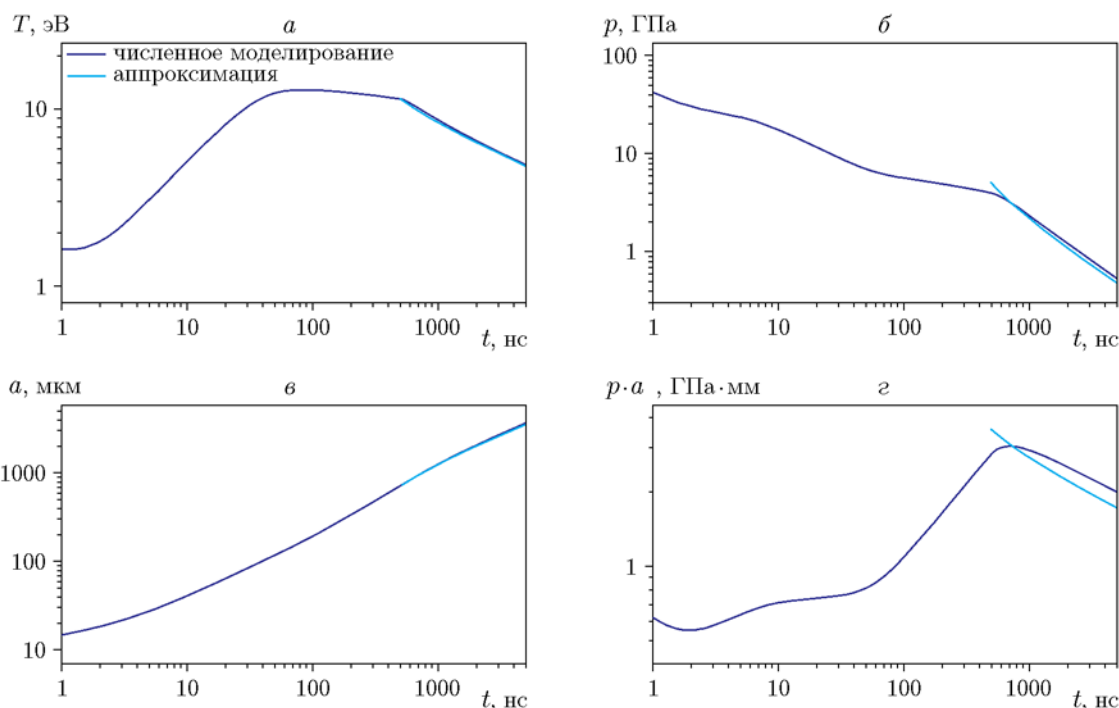 T, эВ
а
численное моделирование
аппроксимация
10
1
1
10
100
1000
t, нс
p, ГПа
б
100
10
1
1
10
100
1000
t, нс
a, мкм
в
1000
100
10
1
10
100
1000
t, нс
p·a , ГПа·мм
г
1
1
10
100
1000
t, нс